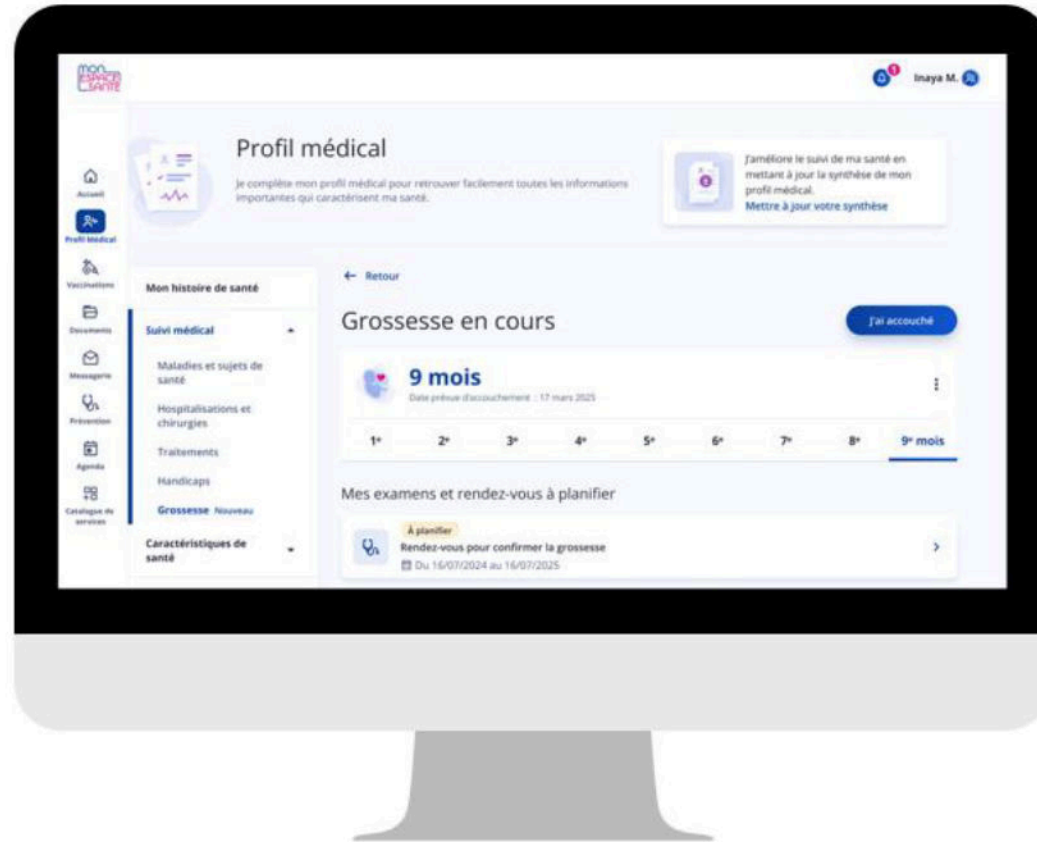 mon
ESPACE
SANTÉ
1
Inaya M.
Accueil
Profil Médical
Vaccinations
Documents
Messagerie
Prévention
Agenda
Catalogue de
services
Profil médical
Je complète mon profil médical pour retrouver facilement toutes les informations
importantes qui caractérisent ma santé.
J'améliore le suivi de ma santé en
mettant à jour la synthèse de mon
profil médical.
Mettre à jour votre synthèse
Mon histoire de santé
Suivi médical
Maladies et sujets de
santé
Hospitalisations et
chirurgies
Traitements
Handicaps
Grossesse Nouveau
Caractéristiques de
santé
← Retour
Grossesse en cours
J'ai accouché
9 mois
Date prévue d'accouchement : 17 mars 2025
1e 2e 3e 4e 5e 6e 7e 8e 9e mois
Mes examens et rendez-vous à planifier
À planifier
Rendez-vous pour confirmer la grossesse
Du 16/07/2024 au 16/07/2025